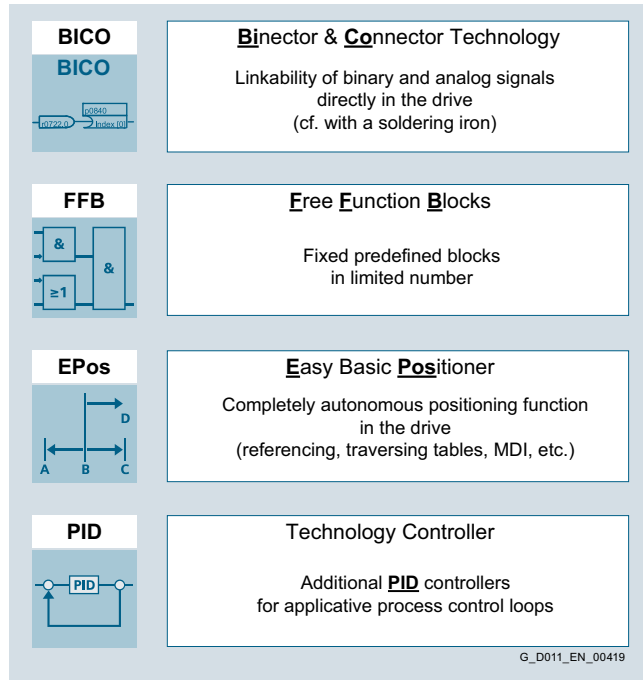 BICO
Binector & Connector Technology
BICO
Linkability of binary and analog signals
directly in the drive
(cf. with a soldering iron)
p0840
r0722.0
Index [0]
FFB
Free Function Blocks
&
&
≥1
Fixed predefined blocks
in limited number
EPos
Easy Basic Positioner
Completely autonomous positioning function
in the drive
(referencing, traversing tables, MDI, etc.)
D
A B C
PID
Technology Controller
PID
Additional PID controllers
for applicative process control loops
G_D011_EN_00419